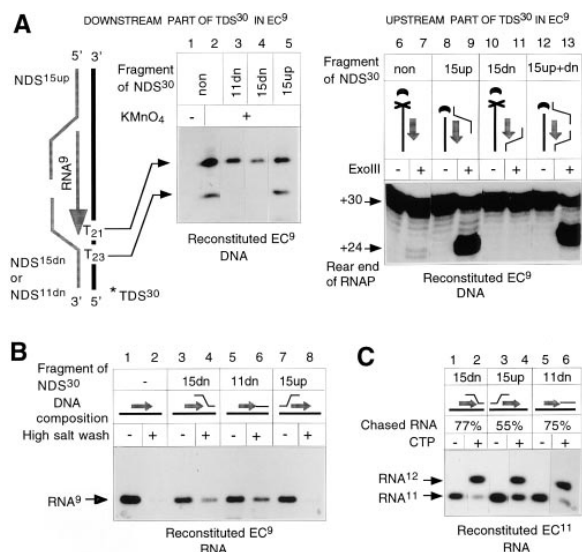 A
DOWNSTREAM PART OF TDS30 IN EC9
UPSTREAM PART OF TDS30 IN EC9
5' 3'
NDS15up
RNA9
T21
T23
NDS15dn
or
NDS11dn
3' 5'
* TDS30
1 2 3 4 5
Fragment of NDS30
non 11dn 15dn 15up
KMnO4
- +
Reconstituted EC9
DNA
6 7 8 9 10 11 12 13
Fragment of NDS30
non 15up 15dn 15up+dn
ExoIII
- + - + - + - +
+30
+24
Rear end of RNAP
Reconstituted EC9
DNA
B
1 2 3 4 5 6 7 8
Fragment of NDS30
- 15dn 11dn 15up
DNA composition
High salt wash
- + - + - + - +
RNA9
Reconstituted EC9
RNA
C
1 2 3 4 5 6
15dn 15up 11dn
Chased RNA
77% 55% 75%
CTP
- + - + - +
RNA12
RNA11
Reconstituted EC11
RNA